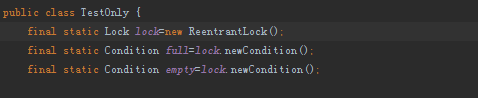 public class TestOnly {
final static Lock lock=new ReentrantLock();
final static Condition full=lock.newCondition();
final static Condition empty=lock.newCondition();